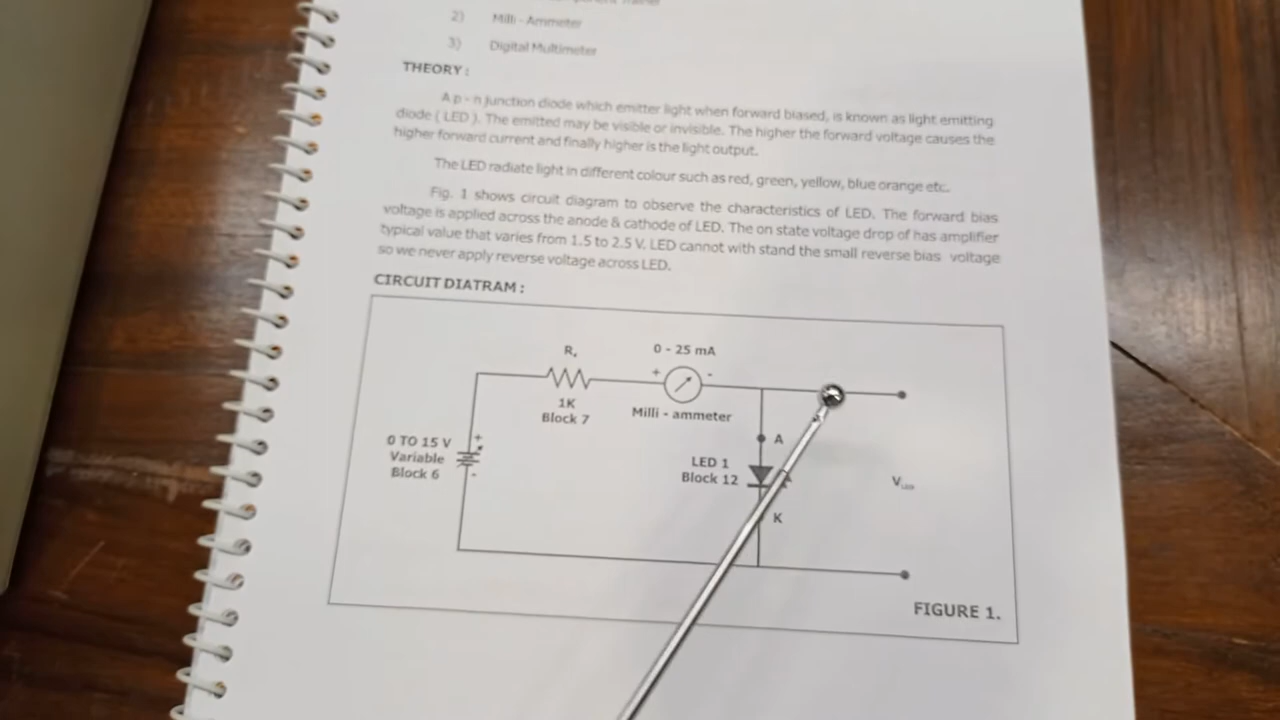 2) Milli - Ammeter
3) Digital Multimeter
THEORY :
A p - n junction diode which emitter light when forward biased, is known as light emitting
diode ( LED ). The emitted may be visible or invisible. The higher the forward voltage causes the
higher forward current and finally higher is the light output.
The LED radiate light in different colour such as red, green, yellow, blue orange etc.
Fig. 1 shows circuit diagram to observe the characteristics of LED. The forward bias
voltage is applied across the anode & cathode of LED. The on state voltage drop of has amplifier
typical value that varies from 1.5 to 2.5 V. LED cannot with stand the small reverse bias voltage
so we never apply reverse voltage across LED.
CIRCUIT DIATRAM :
0 - 25 mA
+ -
1K
Block 7
Milli - ammeter
0 TO 15 V
Variable
Block 6
+
-
A
LED 1
Block 12
K
FIGURE 1.